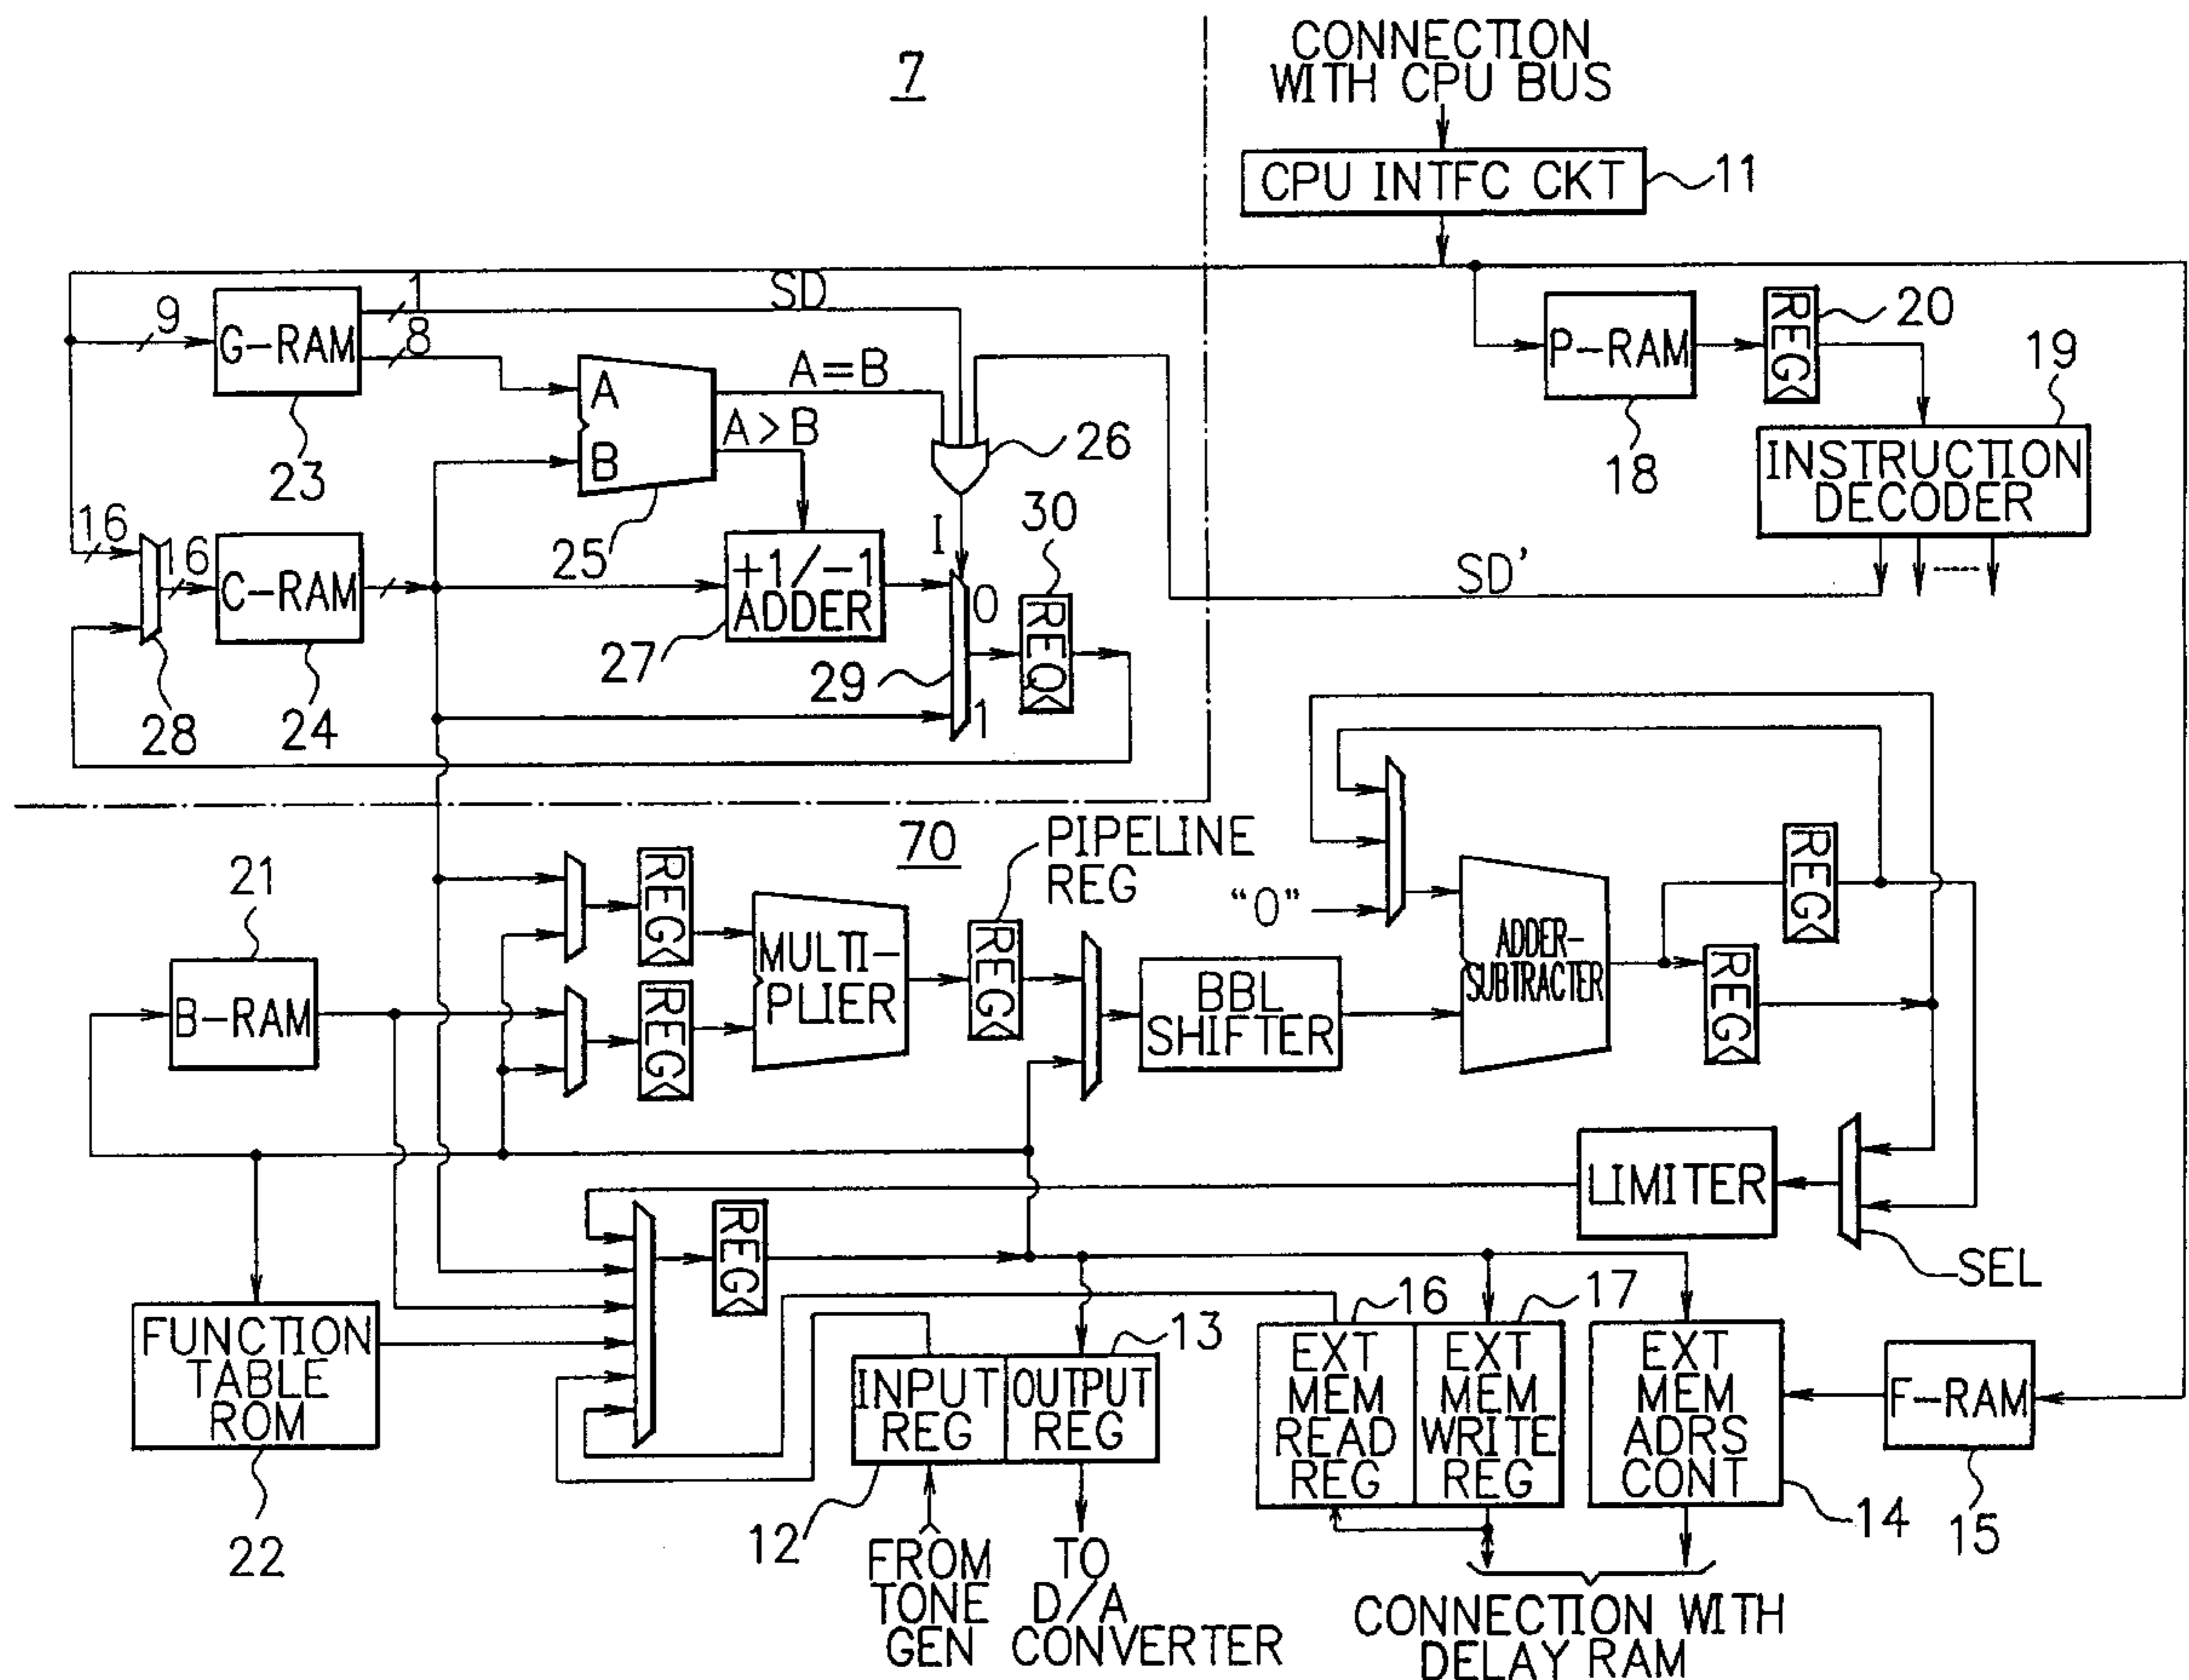 7
CONNECTION
WITH CPU BUS
CPU INTFC CKT
11
9
G-RAM
23
1
8
SD
A=B
A>B
A
B
25
26
P-RAM
18
REG
20
19
INSTRUCTION
DECODER
SD'
16
16
28
C-RAM
24
+1/-1
ADDER
27
I
0
1
29
30
REQ
70
PIPELINE
REG
21
B-RAM
REG
REG
MULTI-
PLIER
REG
BBL
SHIFTER
"0"
ADDER-
SUBTRACTER
REG
REG
LIMITER
SEL
FUNCTION
TABLE
ROM
22
REG
INPUT
REG
12
OUTPUT
REG
13
FROM
TONE
GEN
TO
D/A
CONVERTER
16
EXT
MEM
READ
REG
17
EXT
MEM
WRITE
REG
EXT
MEM
ADRS
CONT
14
F-RAM
15
CONNECTION WITH
DELAY RAM